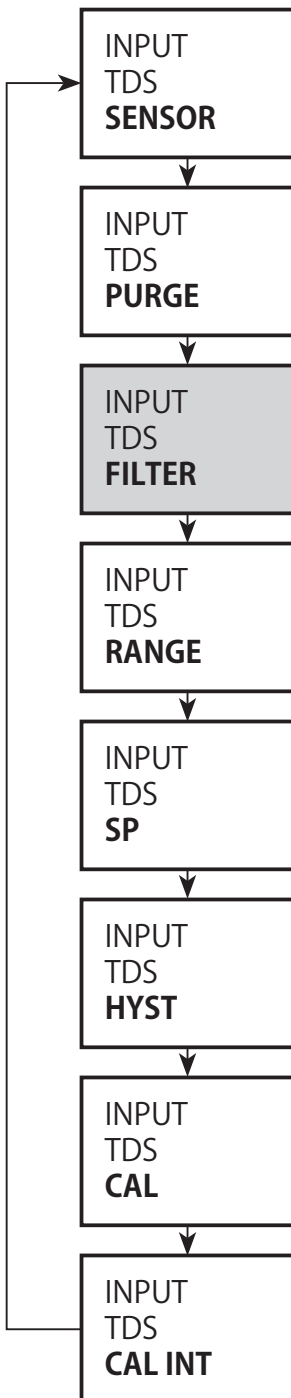 INPUT
TDS
SENSOR
INPUT
TDS
PURGE
INPUT
TDS
FILTER
INPUT
TDS
RANGE
INPUT
TDS
SP
INPUT
TDS
HYST
INPUT
TDS
CAL
INPUT
TDS
CAL INT